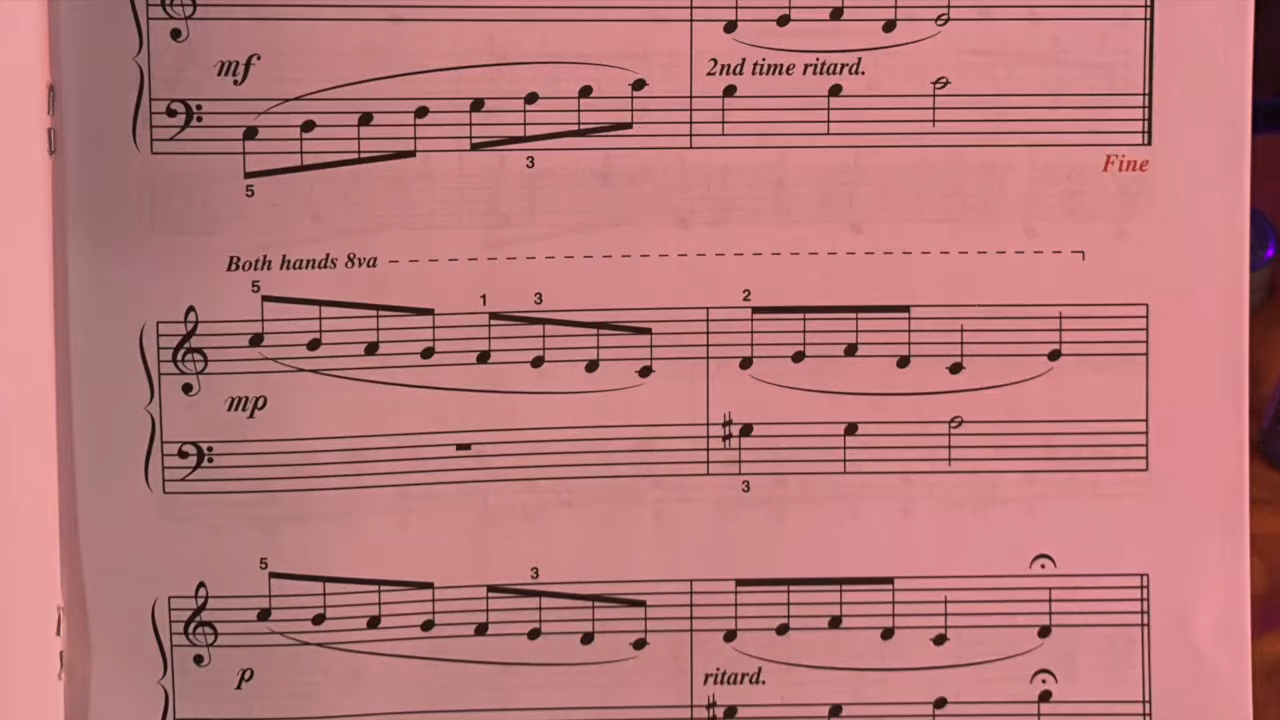 mf
2nd time ritard.
3
Fine
5
Both hands 8va
5 1 3 2
mp
3
5 3
p
ritard.